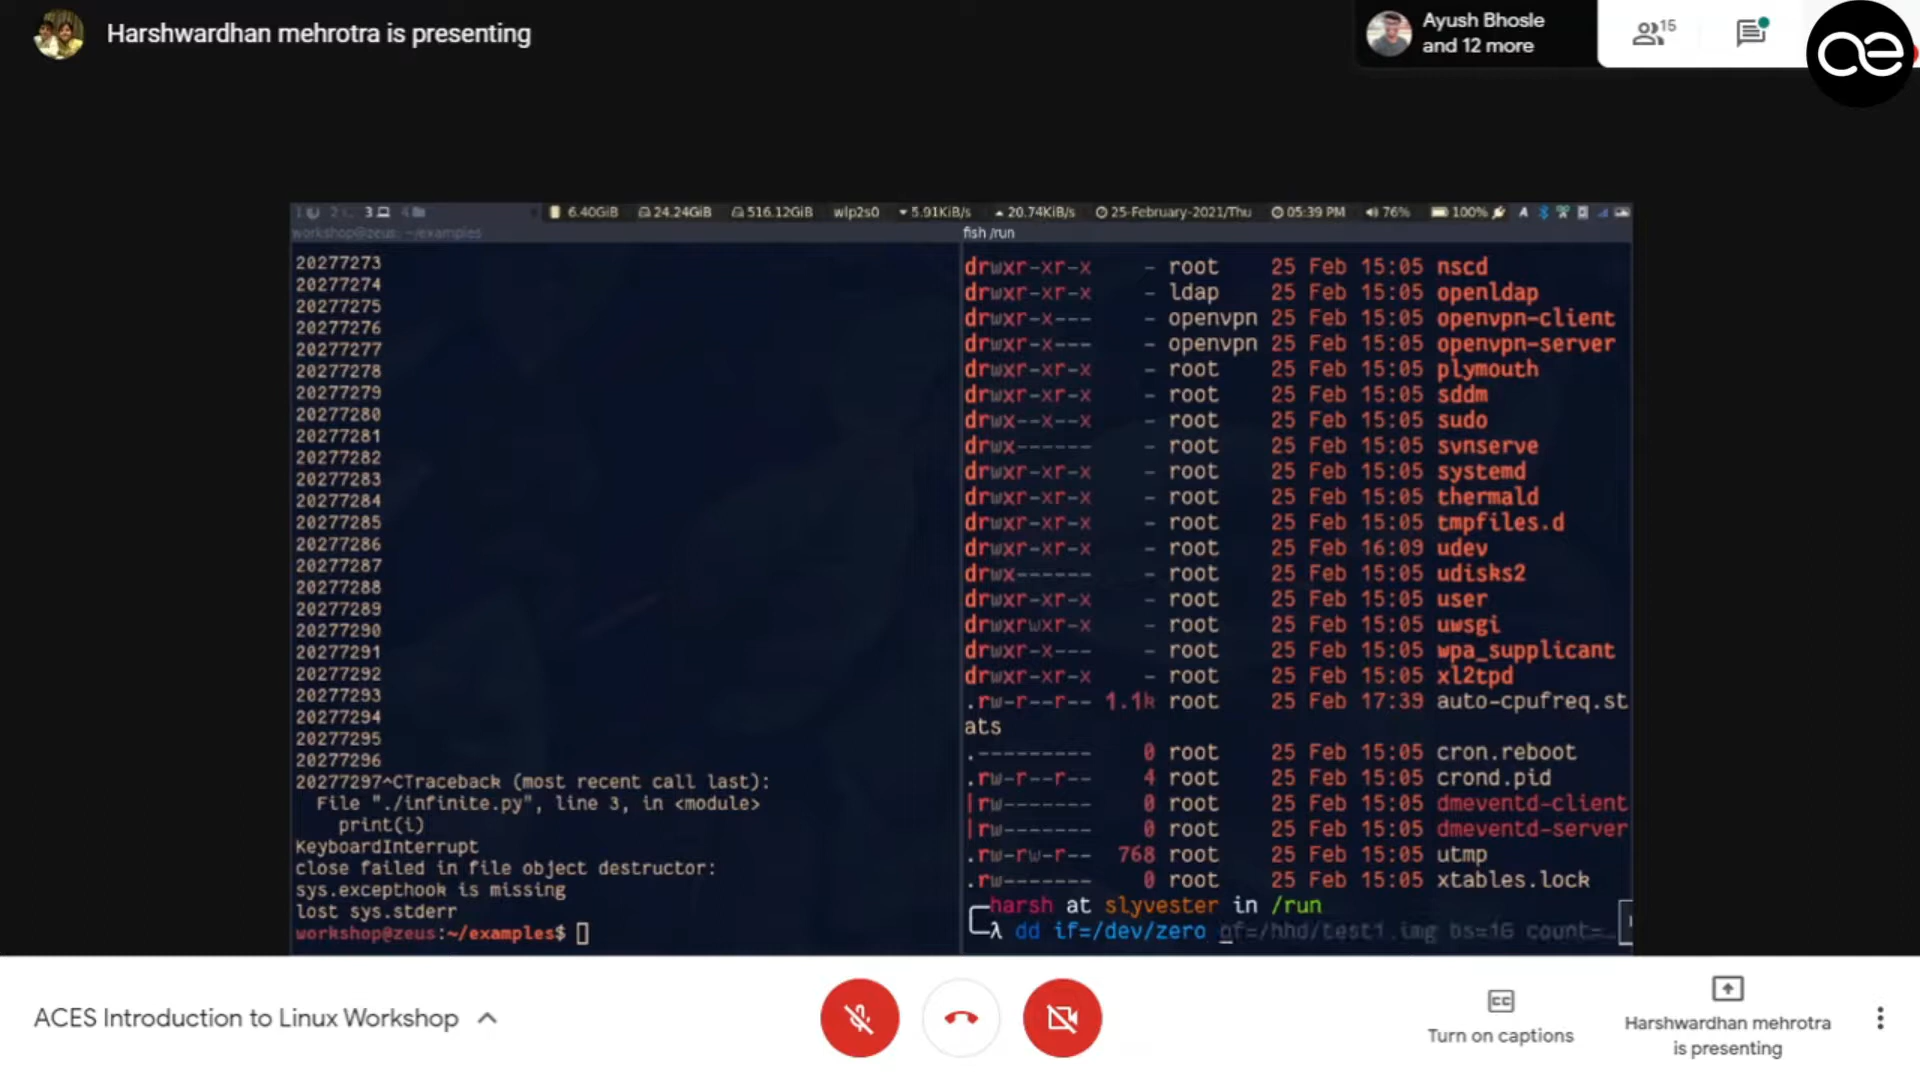 Harshwardhan mehrotra is presenting
Ayush Bhosle
and 12 more
15
3
6.40GiB 24.24GiB 516.12GiB wlp2s0 5.91KiB/s 20.74KiB/s 25-February-2021/Thu 05:39 PM 76% 100% A
workshop@zeus: ~/examples
fish /run
20277273
20277274
20277275
20277276
20277277
20277278
20277279
20277280
20277281
20277282
20277283
20277284
20277285
20277286
20277287
20277288
20277289
20277290
20277291
20277292
20277293
20277294
20277295
20277296
20277297^CTraceback (most recent call last):
File "./infinite.py", line 3, in <module>
print(i)
KeyboardInterrupt
close failed in file object destructor:
sys.excepthook is missing
lost sys.stderr
workshop@zeus:~/examples$
drwxr-xr-x - root 25 Feb 15:05 nscd
drwxr-xr-x - ldap 25 Feb 15:05 openldap
drwxr-x--- - openvpn 25 Feb 15:05 openvpn-client
drwxr-x--- - openvpn 25 Feb 15:05 openvpn-server
drwxr-xr-x - root 25 Feb 15:05 plymouth
drwxr-xr-x - root 25 Feb 15:05 sddm
drwx--x--x - root 25 Feb 15:05 sudo
drwx------ - root 25 Feb 15:05 svnserve
drwxr-xr-x - root 25 Feb 15:05 systemd
drwxr-xr-x - root 25 Feb 15:05 thermald
drwxr-xr-x - root 25 Feb 15:05 tmpfiles.d
drwxr-xr-x - root 25 Feb 16:09 udev
drwx------ - root 25 Feb 15:05 udisks2
drwxr-xr-x - root 25 Feb 15:05 user
drwxrwxr-x - root 25 Feb 15:05 uwsgi
drwxr-x--- - root 25 Feb 15:05 wpa_supplicant
drwxr-xr-x - root 25 Feb 15:05 xl2tpd
.rw-r--r-- 1.1k root 25 Feb 17:39 auto-cpufreq.st
ats
.--------- 0 root 25 Feb 15:05 cron.reboot
.rw-r--r-- 4 root 25 Feb 15:05 crond.pid
|rw------- 0 root 25 Feb 15:05 dmeventd-client
|rw------- 0 root 25 Feb 15:05 dmeventd-server
.rw-rw-r-- 768 root 25 Feb 15:05 utmp
.rw------- 0 root 25 Feb 15:05 xtables.lock
harsh at slyvester in /run
λ dd if=/dev/zero of=/hhd/test1.img bs=1G count=…
ACES Introduction to Linux Workshop
CC
Turn on captions
Harshwardhan mehrotra
is presenting